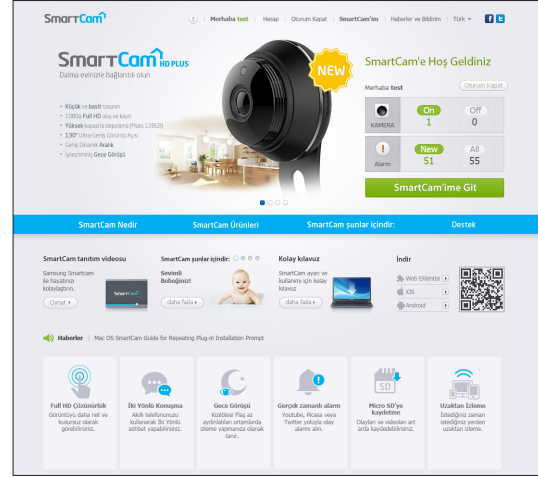 SmartCam
Merhaba test | Hesap | Oturum Kapat | SmartCam'im | Haberler ve Bildirim | Türk
SmartCam HD PLUS
Daima evinizle bağlantılı olun
• Küçük ve basit tasarım
• 1080p Full HD akış ve kayıt
• Yüksek kapasite depolama (Maks 128GB)
• 130° Ultra-Geniş Görünüş Açısı
• Geniş Dinamik Aralık
• İyileştirilmiş Gece Görüşü
NEW
SmartCam'e Hoş Geldiniz
Merhaba test
Oturum Kapat
KAMERA
On
1
Off
0
Alarm
New
51
All
55
SmartCam'ime Git
SmartCam Nedir
SmartCam Ürünleri
SmartCam şunlar içindir:
Destek
SmartCam tanıtım videosu
Samsung Smartcam
ile hayatınızı
kolaylaştırın.
Oynat
SmartCam
SmartCam şunlar içindir:
Sevimli
Bebeğiniz!
daha fazla
Kolay kılavuz
SmartCam ayarı ve
kullanımı için kolay
kılavuz
daha fazla
İndir
Web Eklentisi
iOS
Android
Haberler | Mac OS SmartCam Guide for Repeating Plug-in Installation Prompt
Full HD Çözünürlük
Görüntüyü daha net ve
kusursuz olarak
görebilirsiniz.
İki Yönlü Konuşma
Akıllı telefonunuzu
kullanarak İki Yönlü
sohbet yapabilirsiniz.
Gece Görüşü
Kızılötesi Flaş az
aydınlatılan ortamlarda
izleme yapmanıza olanak
tanır.
Gerçek zamanlı alarm
Youtube, Picasa veya
Twitter yoluyla olay
alarmı alın.
SD
Micro SD'ye
kaydetme
Olayları ve videoları art
arda kaydedebilirsiniz.
Uzaktan İzleme
İstediğiniz zaman
istediğiniz yerden
uzaktan izleme.